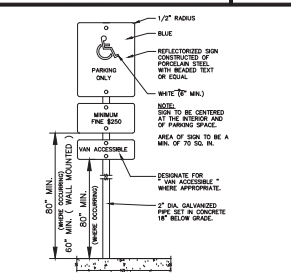 1/2" RADIUS
BLUE
REFLECTORIZED SIGN
CONSTRUCTED OF
PORCELAIN STEEL
WITH BEADED TEXT
OR EQUAL
PARKING
ONLY
WHITE (6" MIN.)
NOTE:
SIGN TO BE CENTERED
AT THE INTERIOR AND
OF PARKING SPACE.
MINIMUM
FINE $250
AREA OF SIGN TO BE A
MIN. OF 70 SQ. IN.
VAN ACCESSIBLE
DESIGNATE FOR
" VAN ACCESSIBLE "
WHERE APPROPRIATE.
2" DIA. GALVANIZED
PIPE SET IN CONCRETE
18" BELOW GRADE.
80" MIN.
(WHERE OCCURRING)
60" MIN. ( WALL MOUNTED )
80" MIN.
(WHERE OCCURRING)